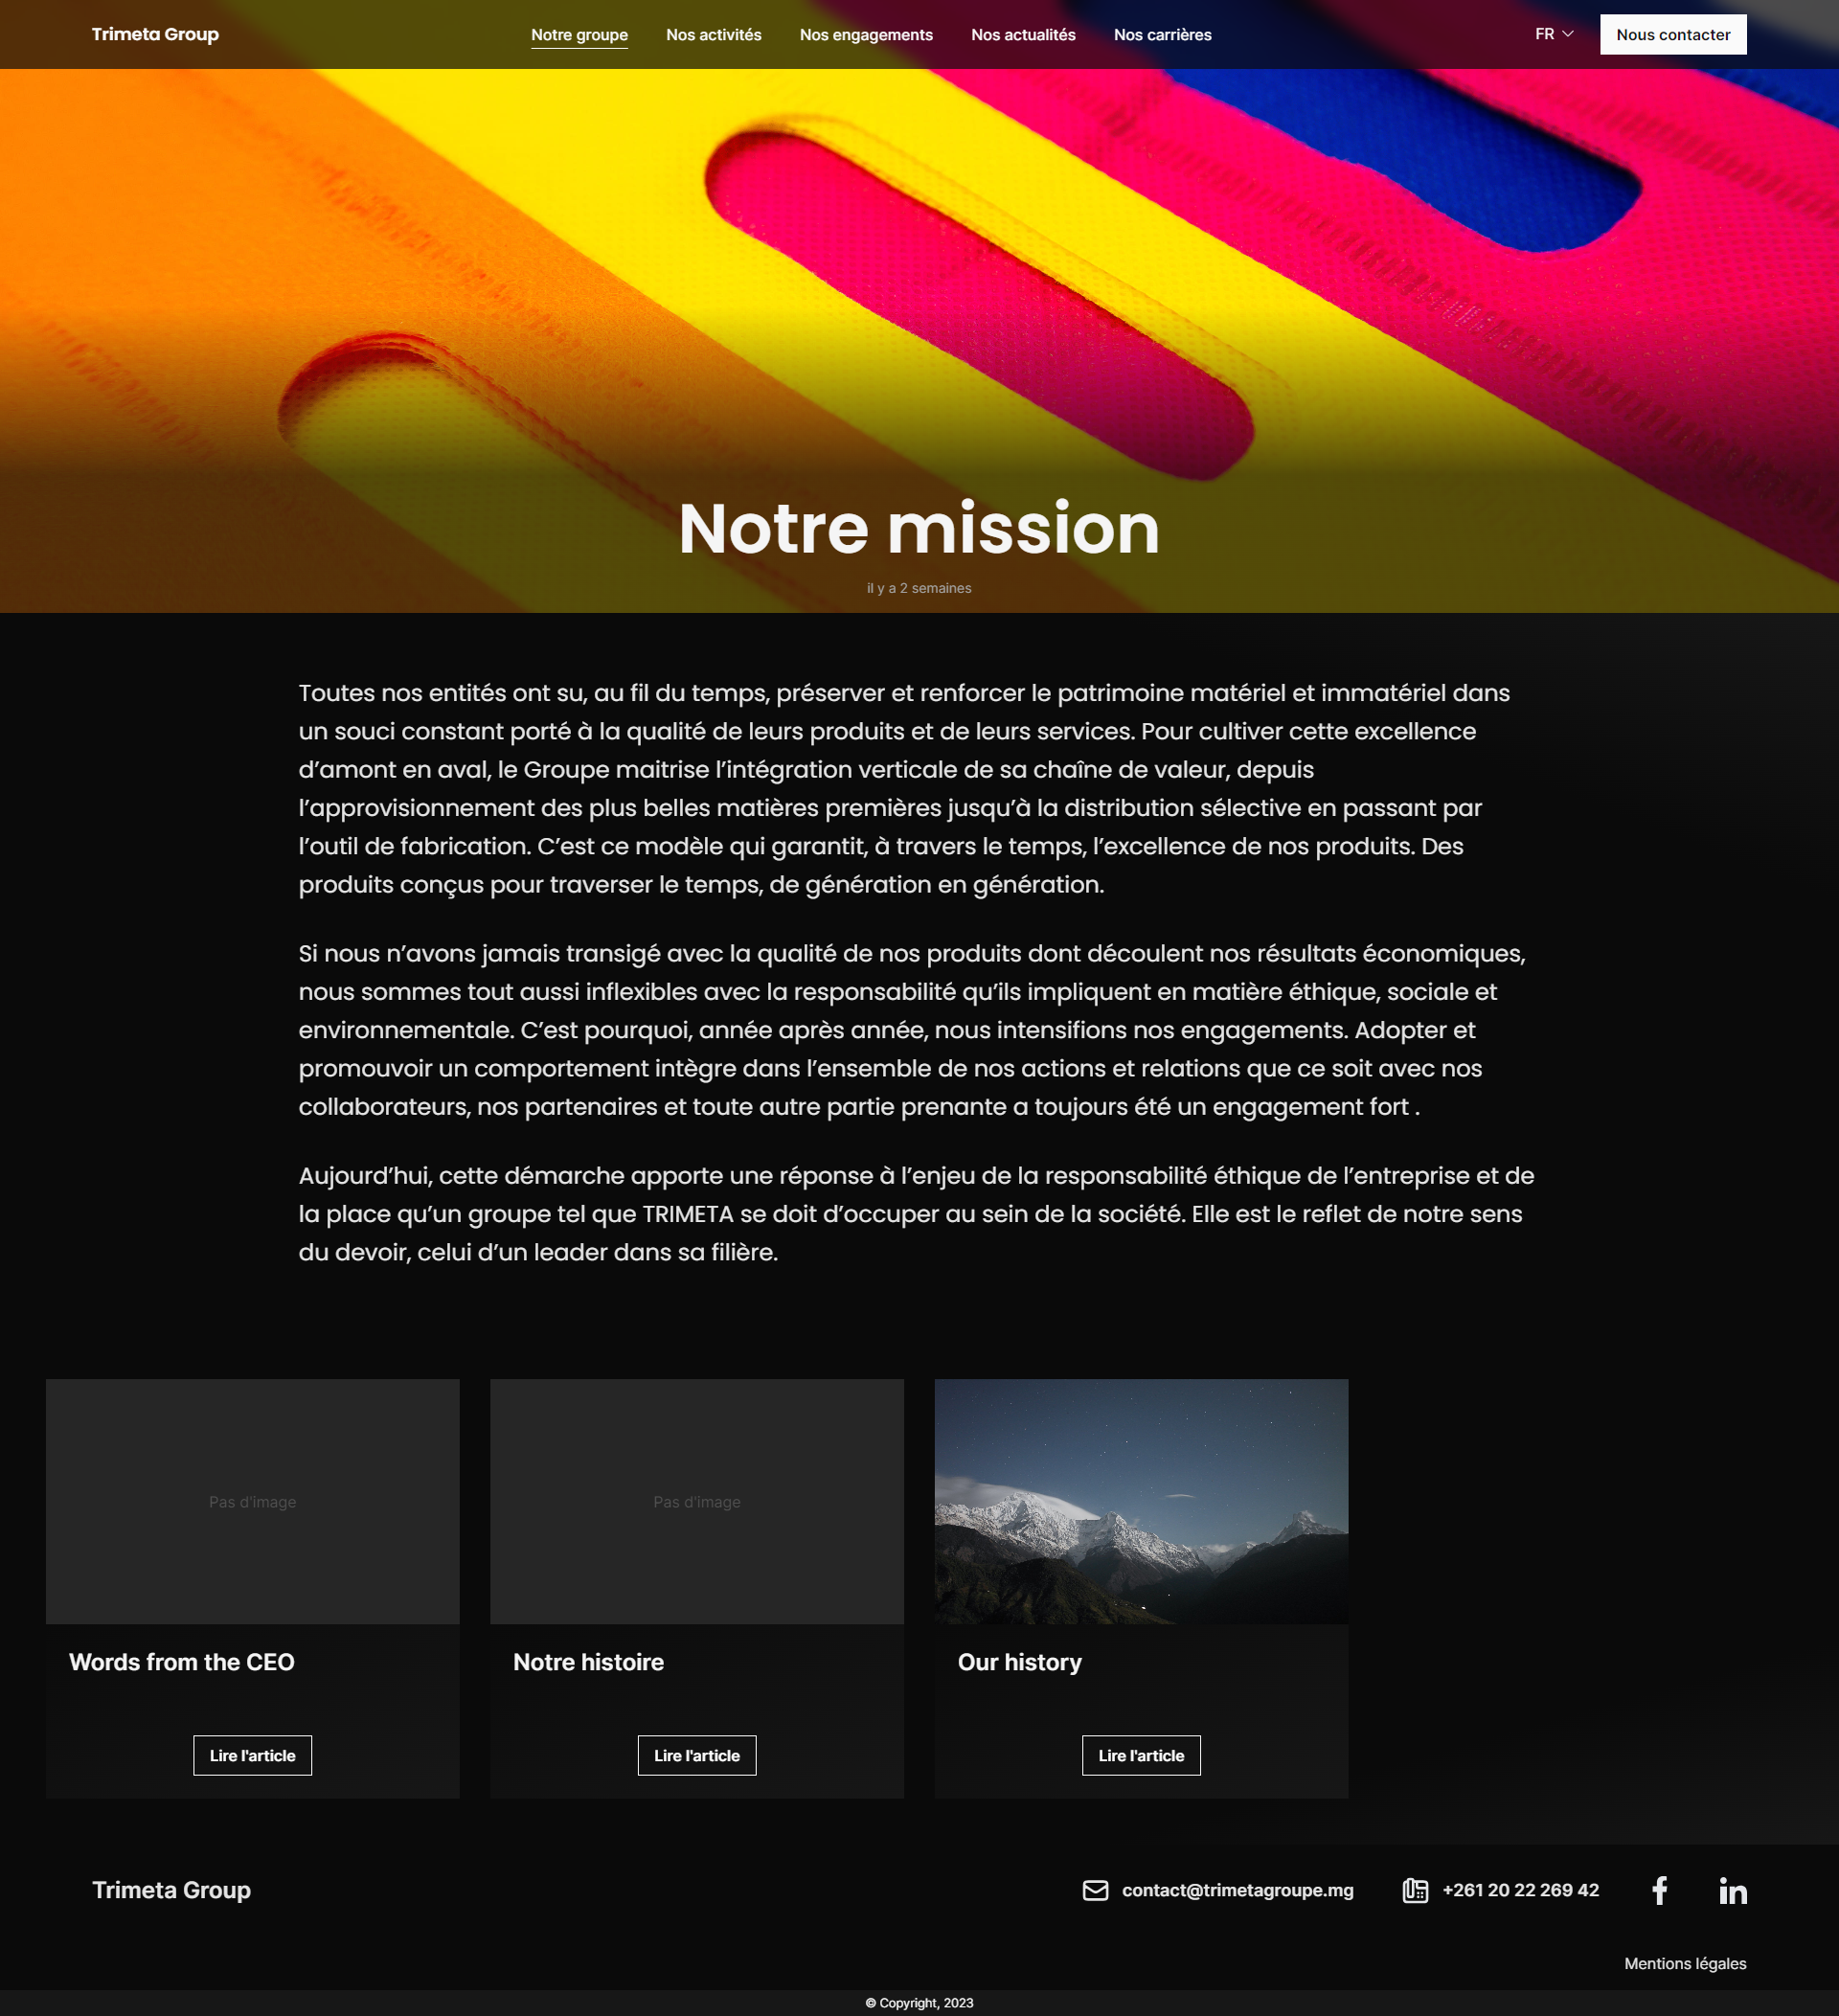 Trimeta Group
Notre groupe
Nos activités
Nos engagements
Nos actualités
Nos carrières
FR
Nous contacter
Notre mission
il y a 2 semaines
Toutes nos entités ont su, au fil du temps, préserver et renforcer le patrimoine matériel et immatériel dans
un souci constant porté à la qualité de leurs produits et de leurs services. Pour cultiver cette excellence
d’amont en aval, le Groupe maitrise l’intégration verticale de sa chaîne de valeur, depuis
l’approvisionnement des plus belles matières premières jusqu’à la distribution sélective en passant par
l’outil de fabrication. C’est ce modèle qui garantit, à travers le temps, l’excellence de nos produits. Des
produits conçus pour traverser le temps, de génération en génération.
Si nous n’avons jamais transigé avec la qualité de nos produits dont découlent nos résultats économiques,
nous sommes tout aussi inflexibles avec la responsabilité qu’ils impliquent en matière éthique, sociale et
environnementale. C’est pourquoi, année après année, nous intensifions nos engagements. Adopter et
promouvoir un comportement intègre dans l’ensemble de nos actions et relations que ce soit avec nos
collaborateurs, nos partenaires et toute autre partie prenante a toujours été un engagement fort .
Aujourd’hui, cette démarche apporte une réponse à l’enjeu de la responsabilité éthique de l’entreprise et de
la place qu’un groupe tel que TRIMETA se doit d’occuper au sein de la société. Elle est le reflet de notre sens
du devoir, celui d’un leader dans sa filière.
Pas d'image
Words from the CEO
Lire l'article
Pas d'image
Notre histoire
Lire l'article
Our history
Lire l'article
Trimeta Group
contact@trimetagroupe.mg
+261 20 22 269 42
Mentions légales
© Copyright, 2023